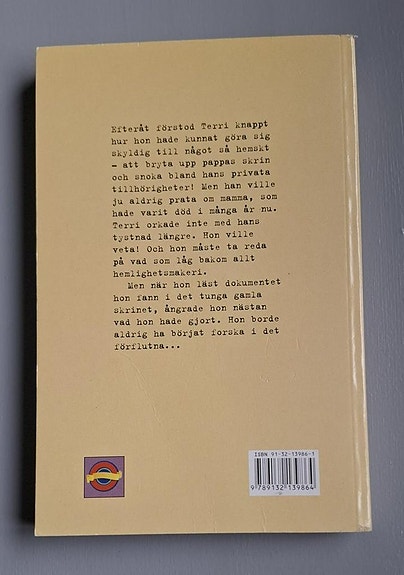 Efteråt förstod Terri knappt
hur hon hade kunnat göra sig
skyldig till något så hemskt
– att bryta upp pappas skrin
och snoka bland hans privata
tillhörigheter! Men han ville
ju aldrig prata om mamma, som
hade varit död i många år nu.
Terri orkade inte med hans
tystnad längre. Hon ville
veta! Och hon måste ta reda
på vad som låg bakom allt
hemlighetsmakeri.
Men när hon läst dokumentet
hon fann i det tunga gamla
skrinet, ångrade hon nästan
vad hon hade gjort. Hon borde
aldrig ha börjat forska i det
förflutna...
ISBN 91-32-13986-1
9 789132 139864